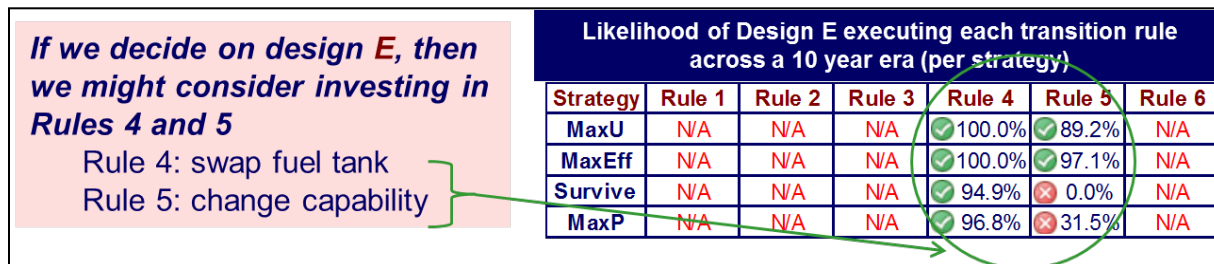 If we decide on design E, then
we might consider investing in
Rules 4 and 5
Rule 4: swap fuel tank
Rule 5: change capability
Likelihood of Design E executing each transition rule
across a 10 year era (per strategy)
Strategy Rule 1 Rule 2 Rule 3 Rule 4 Rule 5 Rule 6
MaxU N/A N/A N/A 100.0% 89.2% N/A
MaxEff N/A N/A N/A 100.0% 97.1% N/A
Survive N/A N/A N/A 94.9% 0.0% N/A
MaxP N/A N/A N/A 96.8% 31.5% N/A